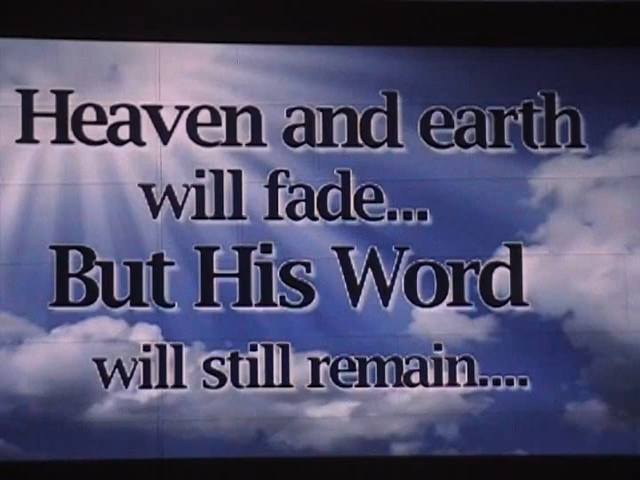 Heaven and earth
will fade...
But His Word
will still remain....